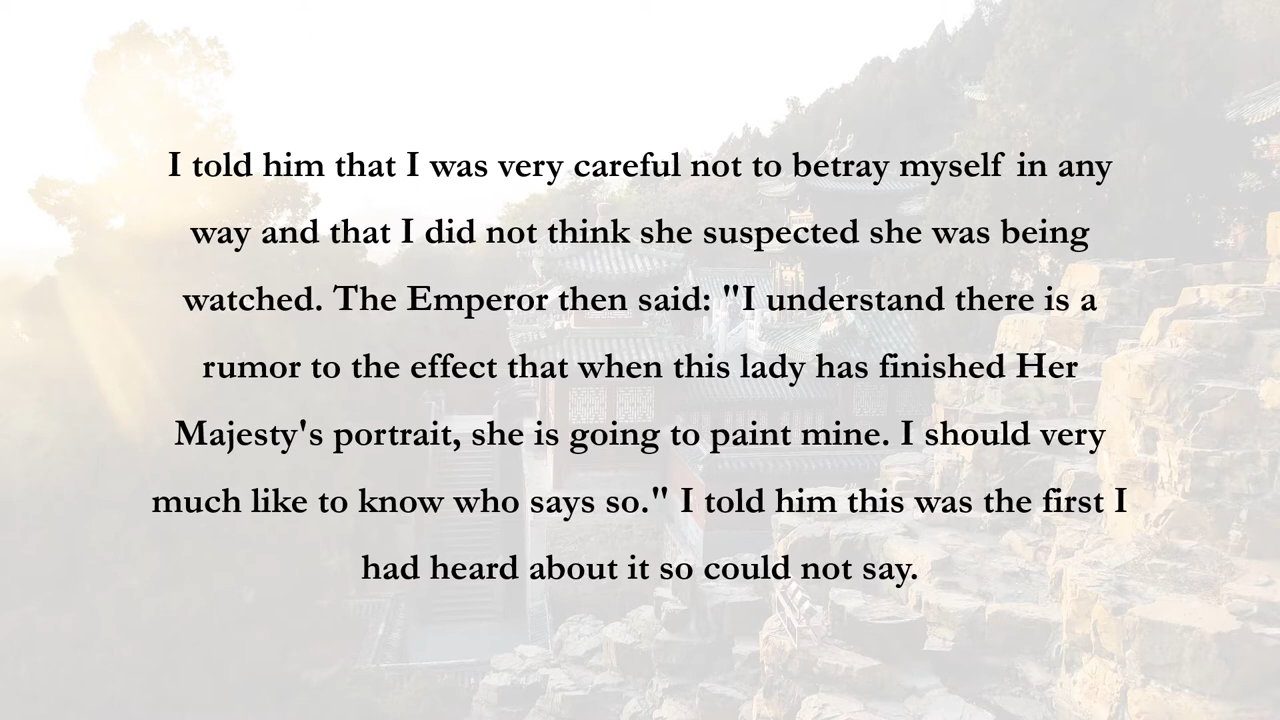 I told him that I was very careful not to betray myself in any
way and that I did not think she suspected she was being
watched. The Emperor then said: "I understand there is a
rumor to the effect that when this lady has finished Her
Majesty's portrait, she is going to paint mine. I should very
much like to know who says so." I told him this was the first I
had heard about it so could not say.